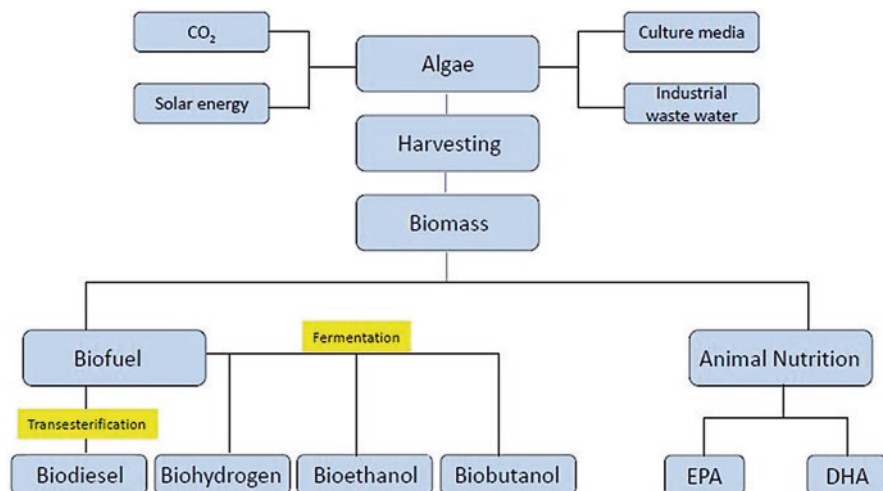 CO₂
Algae
Culture media
Solar energy
Industrial
waste water
Harvesting
Biomass
Fermentation
Biofuel
Animal Nutrition
Transesterification
Biodiesel
Biohydrogen
Bioethanol
Biobutanol
EPA
DHA